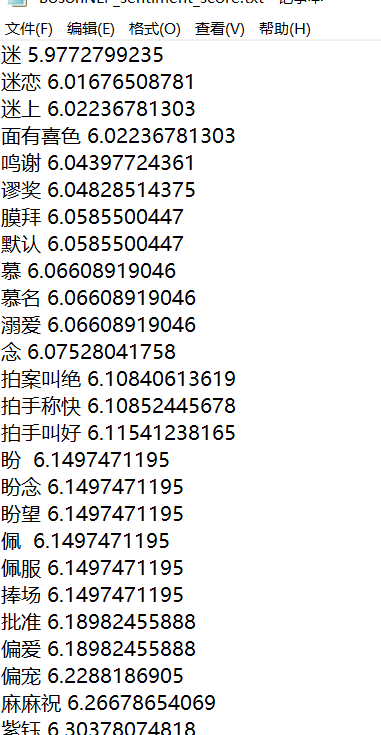 文件(F) 编辑(E) 格式(O) 查看(V) 帮助(H)
迷 5.9772799235
迷恋 6.01676508781
迷上 6.02236781303
面有喜色 6.02236781303
鸣谢 6.04397724361
谬奖 6.04828514375
膜拜 6.0585500447
默认 6.0585500447
慕 6.06608919046
慕名 6.06608919046
溺爱 6.06608919046
念 6.07528041758
拍案叫绝 6.10840613619
拍手称快 6.10852445678
拍手叫好 6.11541238165
盼  6.1497471195
盼念 6.1497471195
盼望 6.1497471195
佩  6.1497471195
佩服 6.1497471195
捧场 6.1497471195
批准 6.18982455888
偏爱 6.18982455888
偏宠 6.2288186905
麻麻祝 6.26678654069
紫钰 6.30378074818